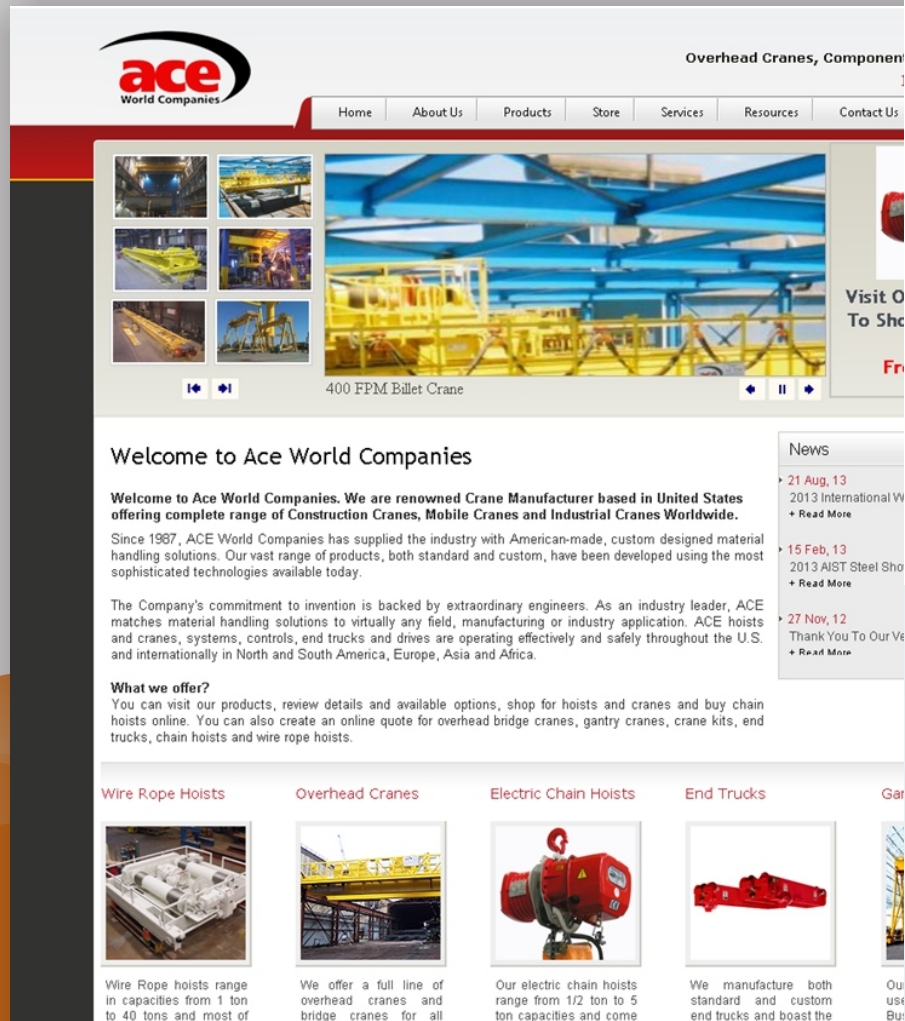 ace
World Companies
Overhead Cranes, Component
Home About Us Products Store Services Resources Contact Us
Visit O
To Sho
Fre
400 FPM Billet Crane
Welcome to Ace World Companies
Welcome to Ace World Companies. We are renowned Crane Manufacturer based in United States
offering complete range of Construction Cranes, Mobile Cranes and Industrial Cranes Worldwide.
Since 1987, ACE World Companies has supplied the industry with American-made, custom designed material
handling solutions. Our vast range of products, both standard and custom, have been developed using the most
sophisticated technologies available today.
The Company's commitment to invention is backed by extraordinary engineers. As an industry leader, ACE
matches material handling solutions to virtually any field, manufacturing or industry application. ACE hoists
and cranes, systems, controls, end trucks and drives are operating effectively and safely throughout the U.S.
and internationally in North and South America, Europe, Asia and Africa.
What we offer?
You can visit our products, review details and available options, shop for hoists and cranes and buy chain
hoists online. You can also create an online quote for overhead bridge cranes, gantry cranes, crane kits, end
trucks, chain hoists and wire rope hoists.
News
21 Aug, 13
2013 International W
+ Read More
15 Feb, 13
2013 AIST Steel Sho
+ Read More
27 Nov, 12
Thank You To Our Ve
+ Read More
Wire Rope Hoists
Wire Rope hoists range
in capacities from 1 ton
to 40 tons and most of
Overhead Cranes
We offer a full line of
overhead cranes and
bridge cranes for all
Electric Chain Hoists
Our electric chain hoists
range from 1/2 ton to 5
ton capacities and come
End Trucks
We manufacture both
standard and custom
end trucks and boast the
Gar
Our
use
Bus